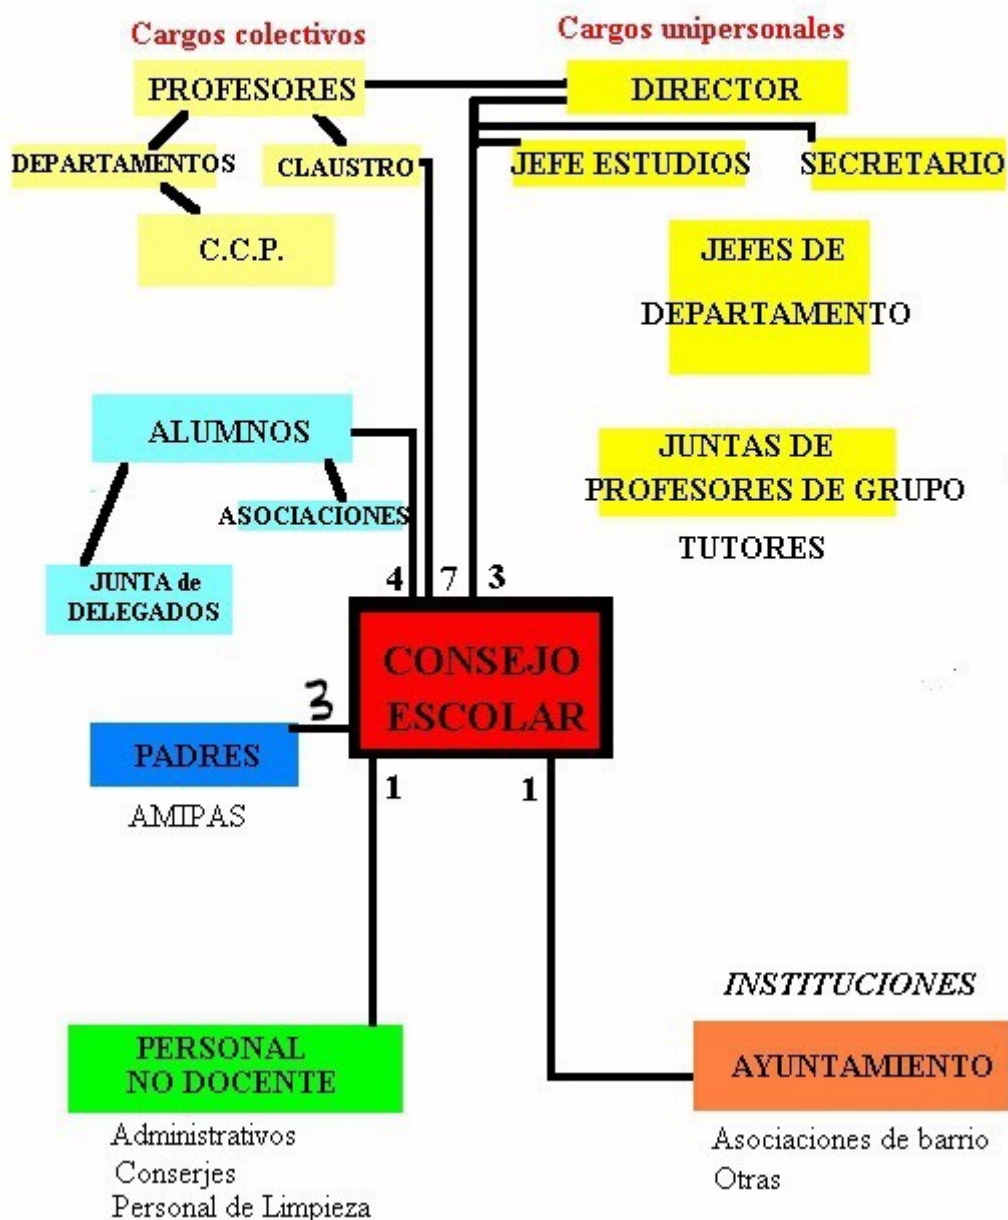 Cargos colectivos
Cargos unipersonales
PROFESORES
DIRECTOR
DEPARTAMENTOS
CLAUSTRO
JEFE ESTUDIOS
SECRETARIO
C.C.P.
JEFES DE
DEPARTAMENTO
ALUMNOS
JUNTAS DE
PROFESORES DE GRUPO
TUTORES
ASOCIACIONES
JUNTA de
DELEGADOS
4
7
3
CONSEJO
ESCOLAR
3
PADRES
AMIPAS
1
1
INSTITUCIONES
PERSONAL
NO DOCENTE
AYUNTAMIENTO
Administrativos
Conserjes
Personal de Limpieza
Asociaciones de barrio
Otras